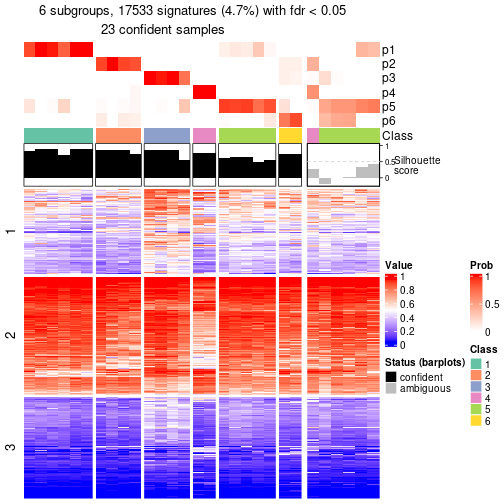 6 subgroups, 17533 signatures (4.7%) with fdr < 0.05
23 confident samples
p1
p2
p3
p4
p5
p6
Class
1
0.5
0
Silhouette
score
1
2
3
Value
1
0.8
0.6
0.4
0.2
0
Prob
1
0.5
0
Status (barplots)
confident
ambiguous
Class
1
2
3
4
5
6